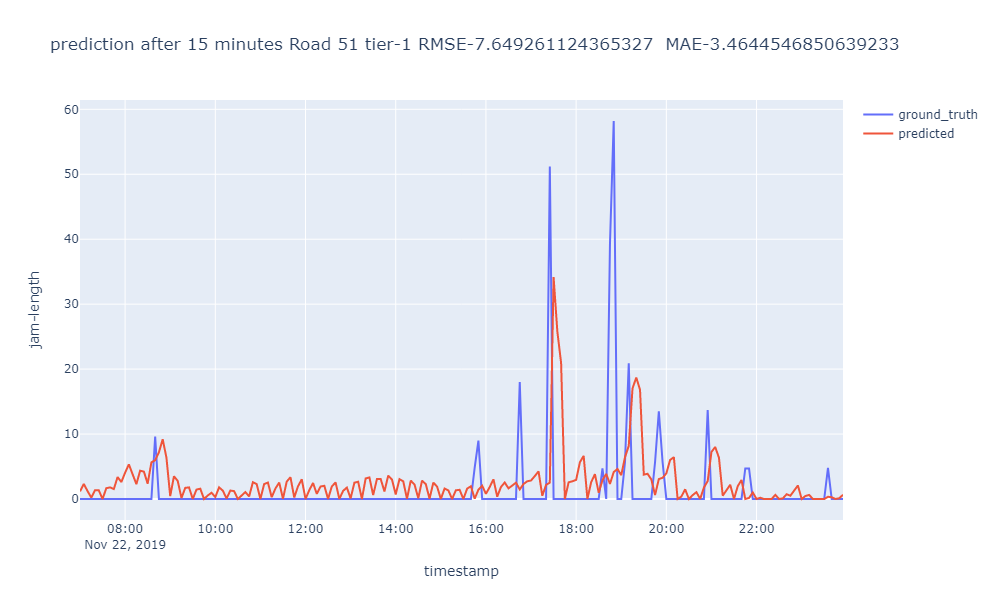 prediction after 15 minutes Road 51 tier-1 RMSE-7.649261124365327  MAE-3.4644546850639233
ground_truth
predicted
60
50
40
30
20
10
0
jam-length
08:00 10:00 12:00 14:00 16:00 18:00 20:00 22:00
Nov 22, 2019
timestamp